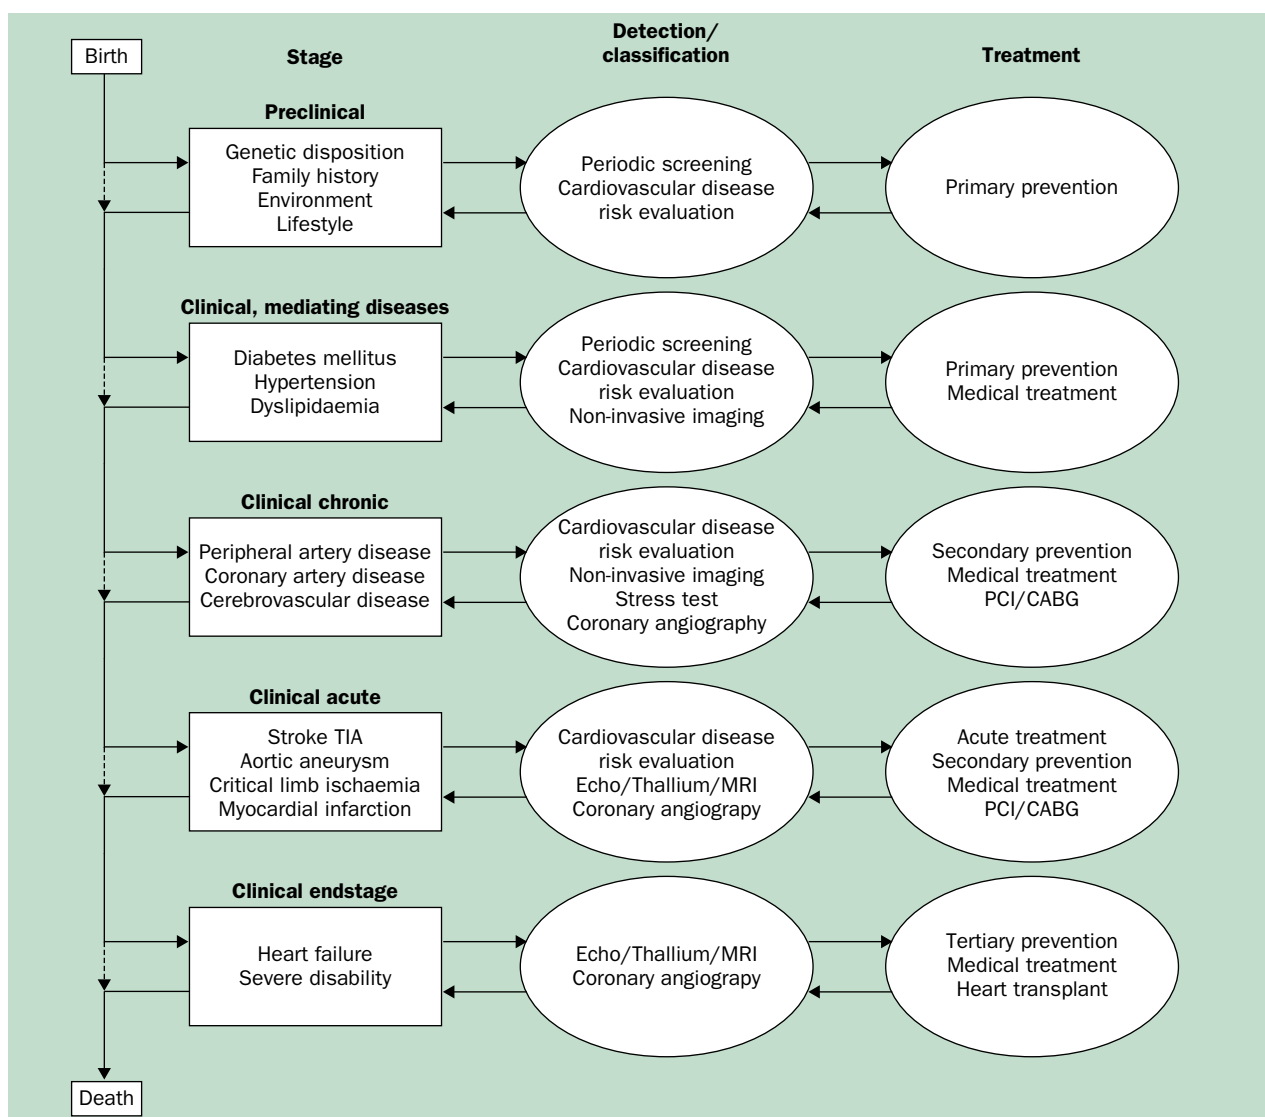 Birth
Stage
Detection/
classification
Treatment
Preclinical
Genetic disposition
Family history
Environment
Lifestyle
Periodic screening
Cardiovascular disease
risk evaluation
Primary prevention
Clinical, mediating diseases
Diabetes mellitus
Hypertension
Dyslipidaemia
Periodic screening
Cardiovascular disease
risk evaluation
Non-invasive imaging
Primary prevention
Medical treatment
Clinical chronic
Peripheral artery disease
Coronary artery disease
Cerebrovascular disease
Cardiovascular disease
risk evaluation
Non-invasive imaging
Stress test
Coronary angiography
Secondary prevention
Medical treatment
PCI/CABG
Clinical acute
Stroke TIA
Aortic aneurysm
Critical limb ischaemia
Myocardial infarction
Cardiovascular disease
risk evaluation
Echo/Thallium/MRI
Coronary angiograpy
Acute treatment
Secondary prevention
Medical treatment
PCI/CABG
Clinical endstage
Heart failure
Severe disability
Echo/Thallium/MRI
Coronary angiograpy
Tertiary prevention
Medical treatment
Heart transplant
Death